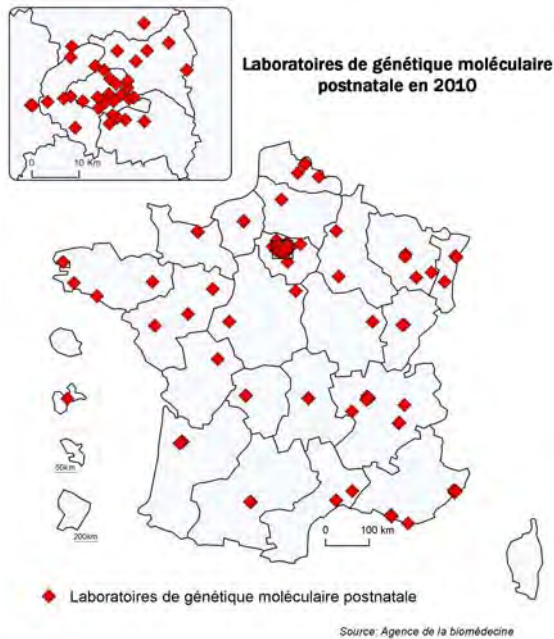 Laboratoires de génétique moléculaire
postnatale en 2010
0 10 Km
50km
200km
0 100 km
Laboratoires de génétique moléculaire postnatale
Source: Agence de la biomédecine